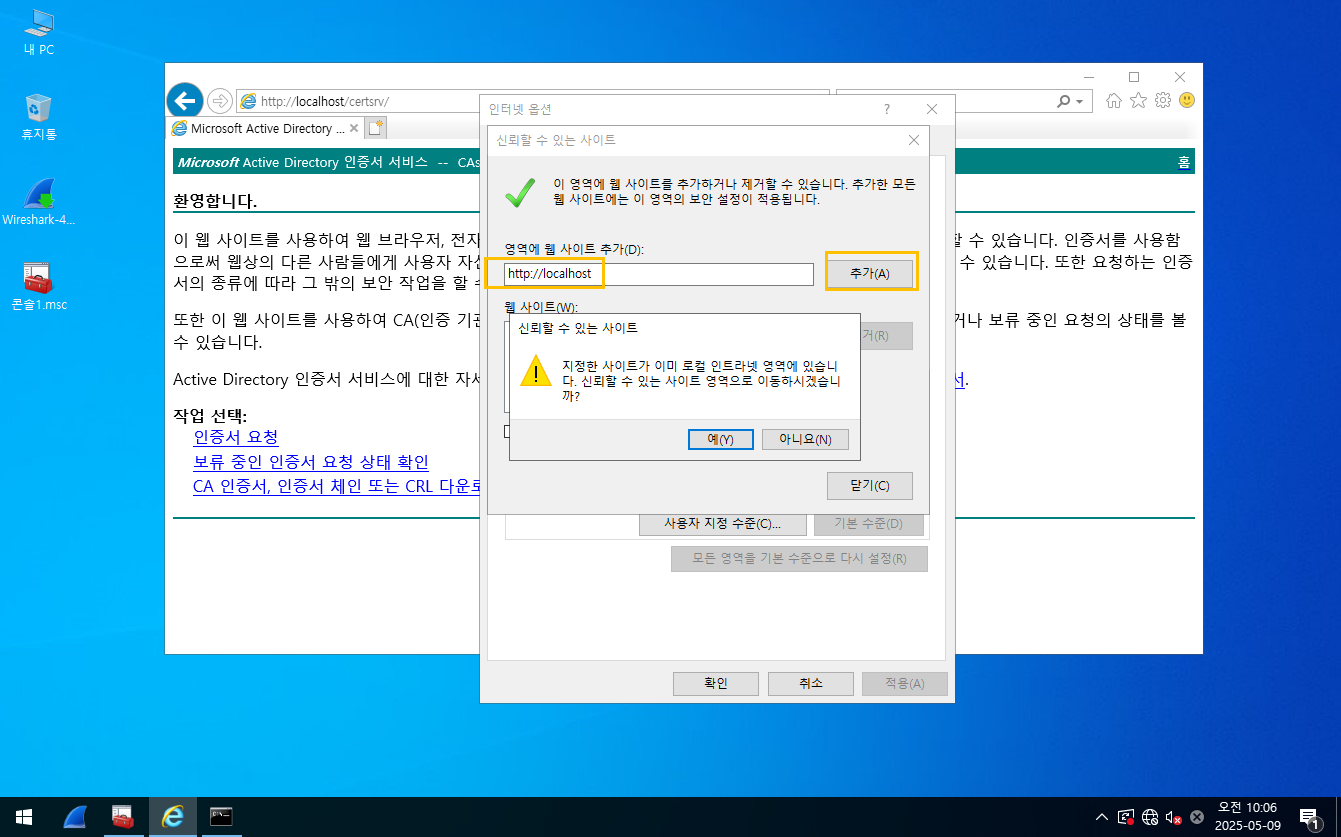 내 PC
휴지통
Wireshark-4...
콘솔1.msc
http://localhost/certsrv/
Microsoft Active Directory ...
Microsoft Active Directory 인증서 서비스 -- CAs
홈
환영합니다.
이 웹 사이트를 사용하여 웹 브라우저, 전자
할 수 있습니다. 인증서를 사용함
으로써 웹상의 다른 사람들에게 사용자 자신
수 있습니다. 또한 요청하는 인증
서의 종류에 따라 그 밖의 보안 작업을 할 수
또한 이 웹 사이트를 사용하여 CA(인증 기관
거나 보류 중인 요청의 상태를 볼
수 있습니다.
Active Directory 인증서 서비스에 대한 자세
서.
작업 선택:
인증서 요청
보류 중인 인증서 요청 상태 확인
CA 인증서, 인증서 체인 또는 CRL 다운로
인터넷 옵션
?
신뢰할 수 있는 사이트
이 영역에 웹 사이트를 추가하거나 제거할 수 있습니다. 추가한 모든
웹 사이트에는 이 영역의 보안 설정이 적용됩니다.
영역에 웹 사이트 추가(D):
http://localhost
추가(A)
웹 사이트(W):
거(R)
신뢰할 수 있는 사이트
지정한 사이트가 이미 로컬 인트라넷 영역에 있습니
다. 신뢰할 수 있는 사이트 영역으로 이동하시겠습니
까?
예(Y)
아니요(N)
닫기(C)
사용자 지정 수준(C)...
기본 수준(D)
모든 영역을 기본 수준으로 다시 설정(R)
확인
취소
적용(A)
오전 10:06
2025-05-09
1